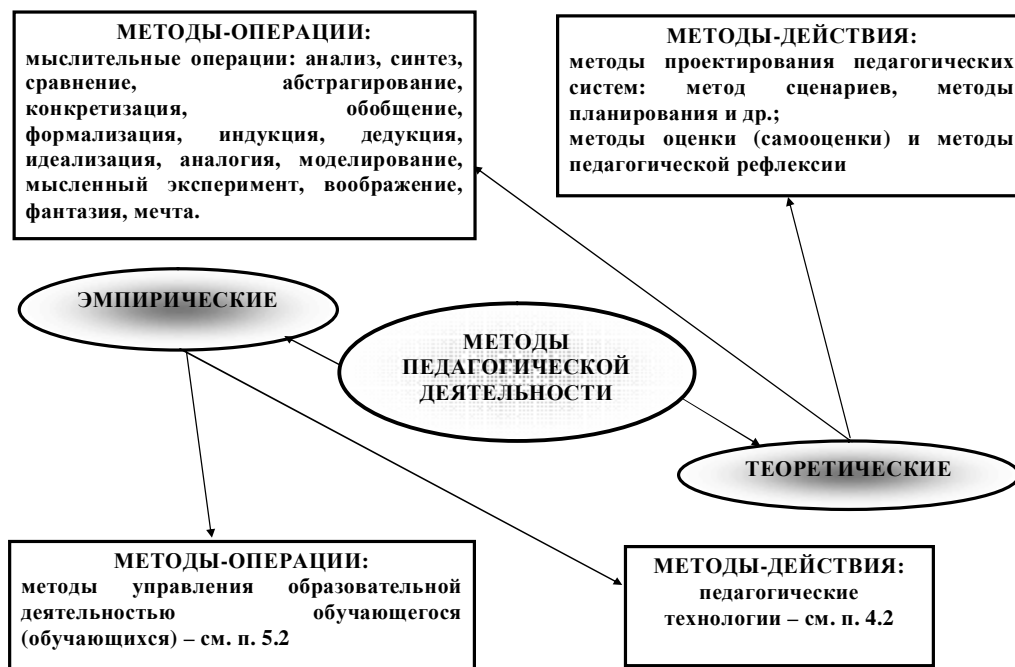 МЕТОДЫ-ОПЕРАЦИИ:
мыслительные операции: анализ, синтез,
сравнение, абстрагирование,
конкретизация, обобщение,
формализация, индукция, дедукция,
идеализация, аналогия, моделирование,
мысленный эксперимент, воображение,
фантазия, мечта.
МЕТОДЫ-ДЕЙСТВИЯ:
методы проектирования педагогических
систем: метод сценариев, методы
планирования и др.;
методы оценки (самооценки) и методы
педагогической рефлексии
ЭМПИРИЧЕСКИЕ
МЕТОДЫ
ПЕДАГОГИЧЕСКОЙ
ДЕЯТЕЛЬНОСТИ
ТЕОРЕТИЧЕСКИЕ
МЕТОДЫ-ОПЕРАЦИИ:
методы управления образовательной
деятельностью обучающегося
(обучающихся) – см. п. 5.2
МЕТОДЫ-ДЕЙСТВИЯ:
педагогические
технологии – см. п. 4.2